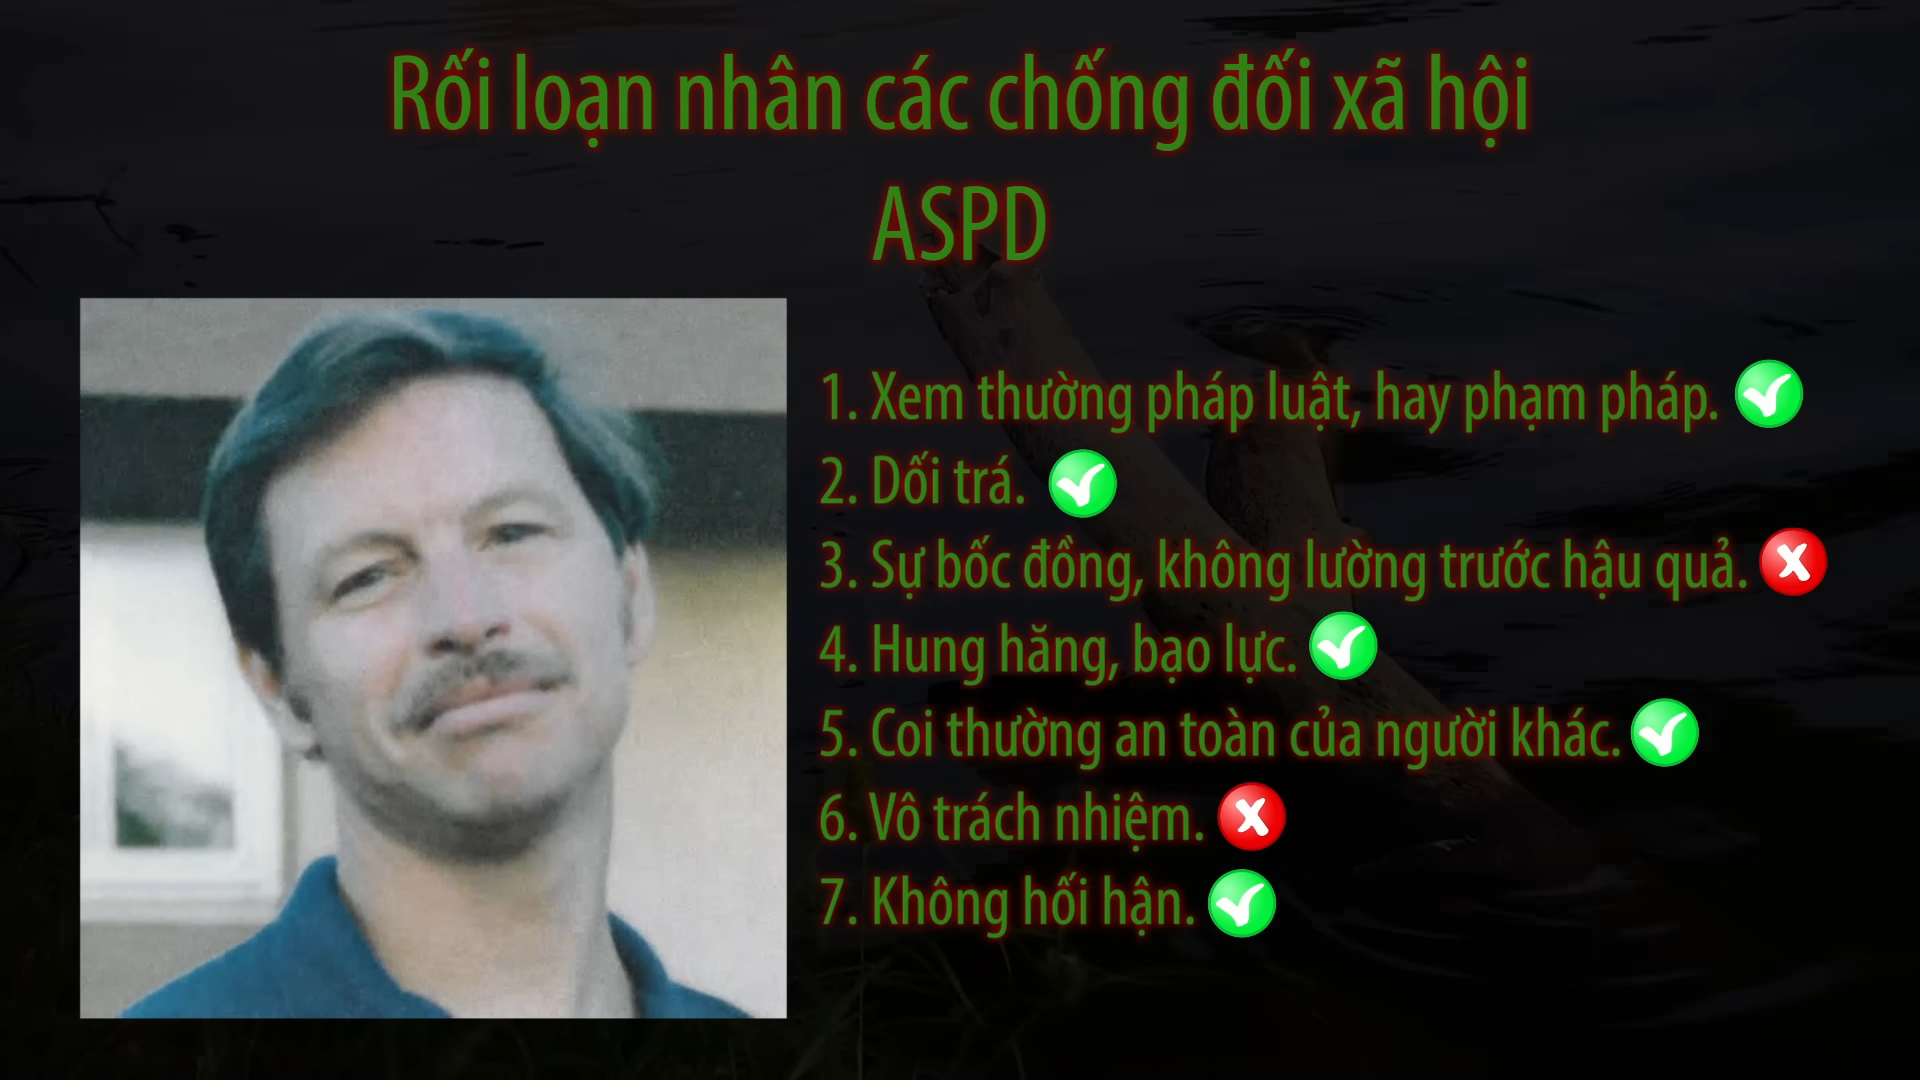 Rối loạn nhân các chống đối xã hội
ASPD
1. Xem thường pháp luật, hay phạm pháp.
2. Dối trá.
3. Sự bốc đồng, không lường trước hậu quả.
4. Hung hăng, bạo lực.
5. Coi thường an toàn của người khác.
6. Vô trách nhiệm.
7. Không hối hận.